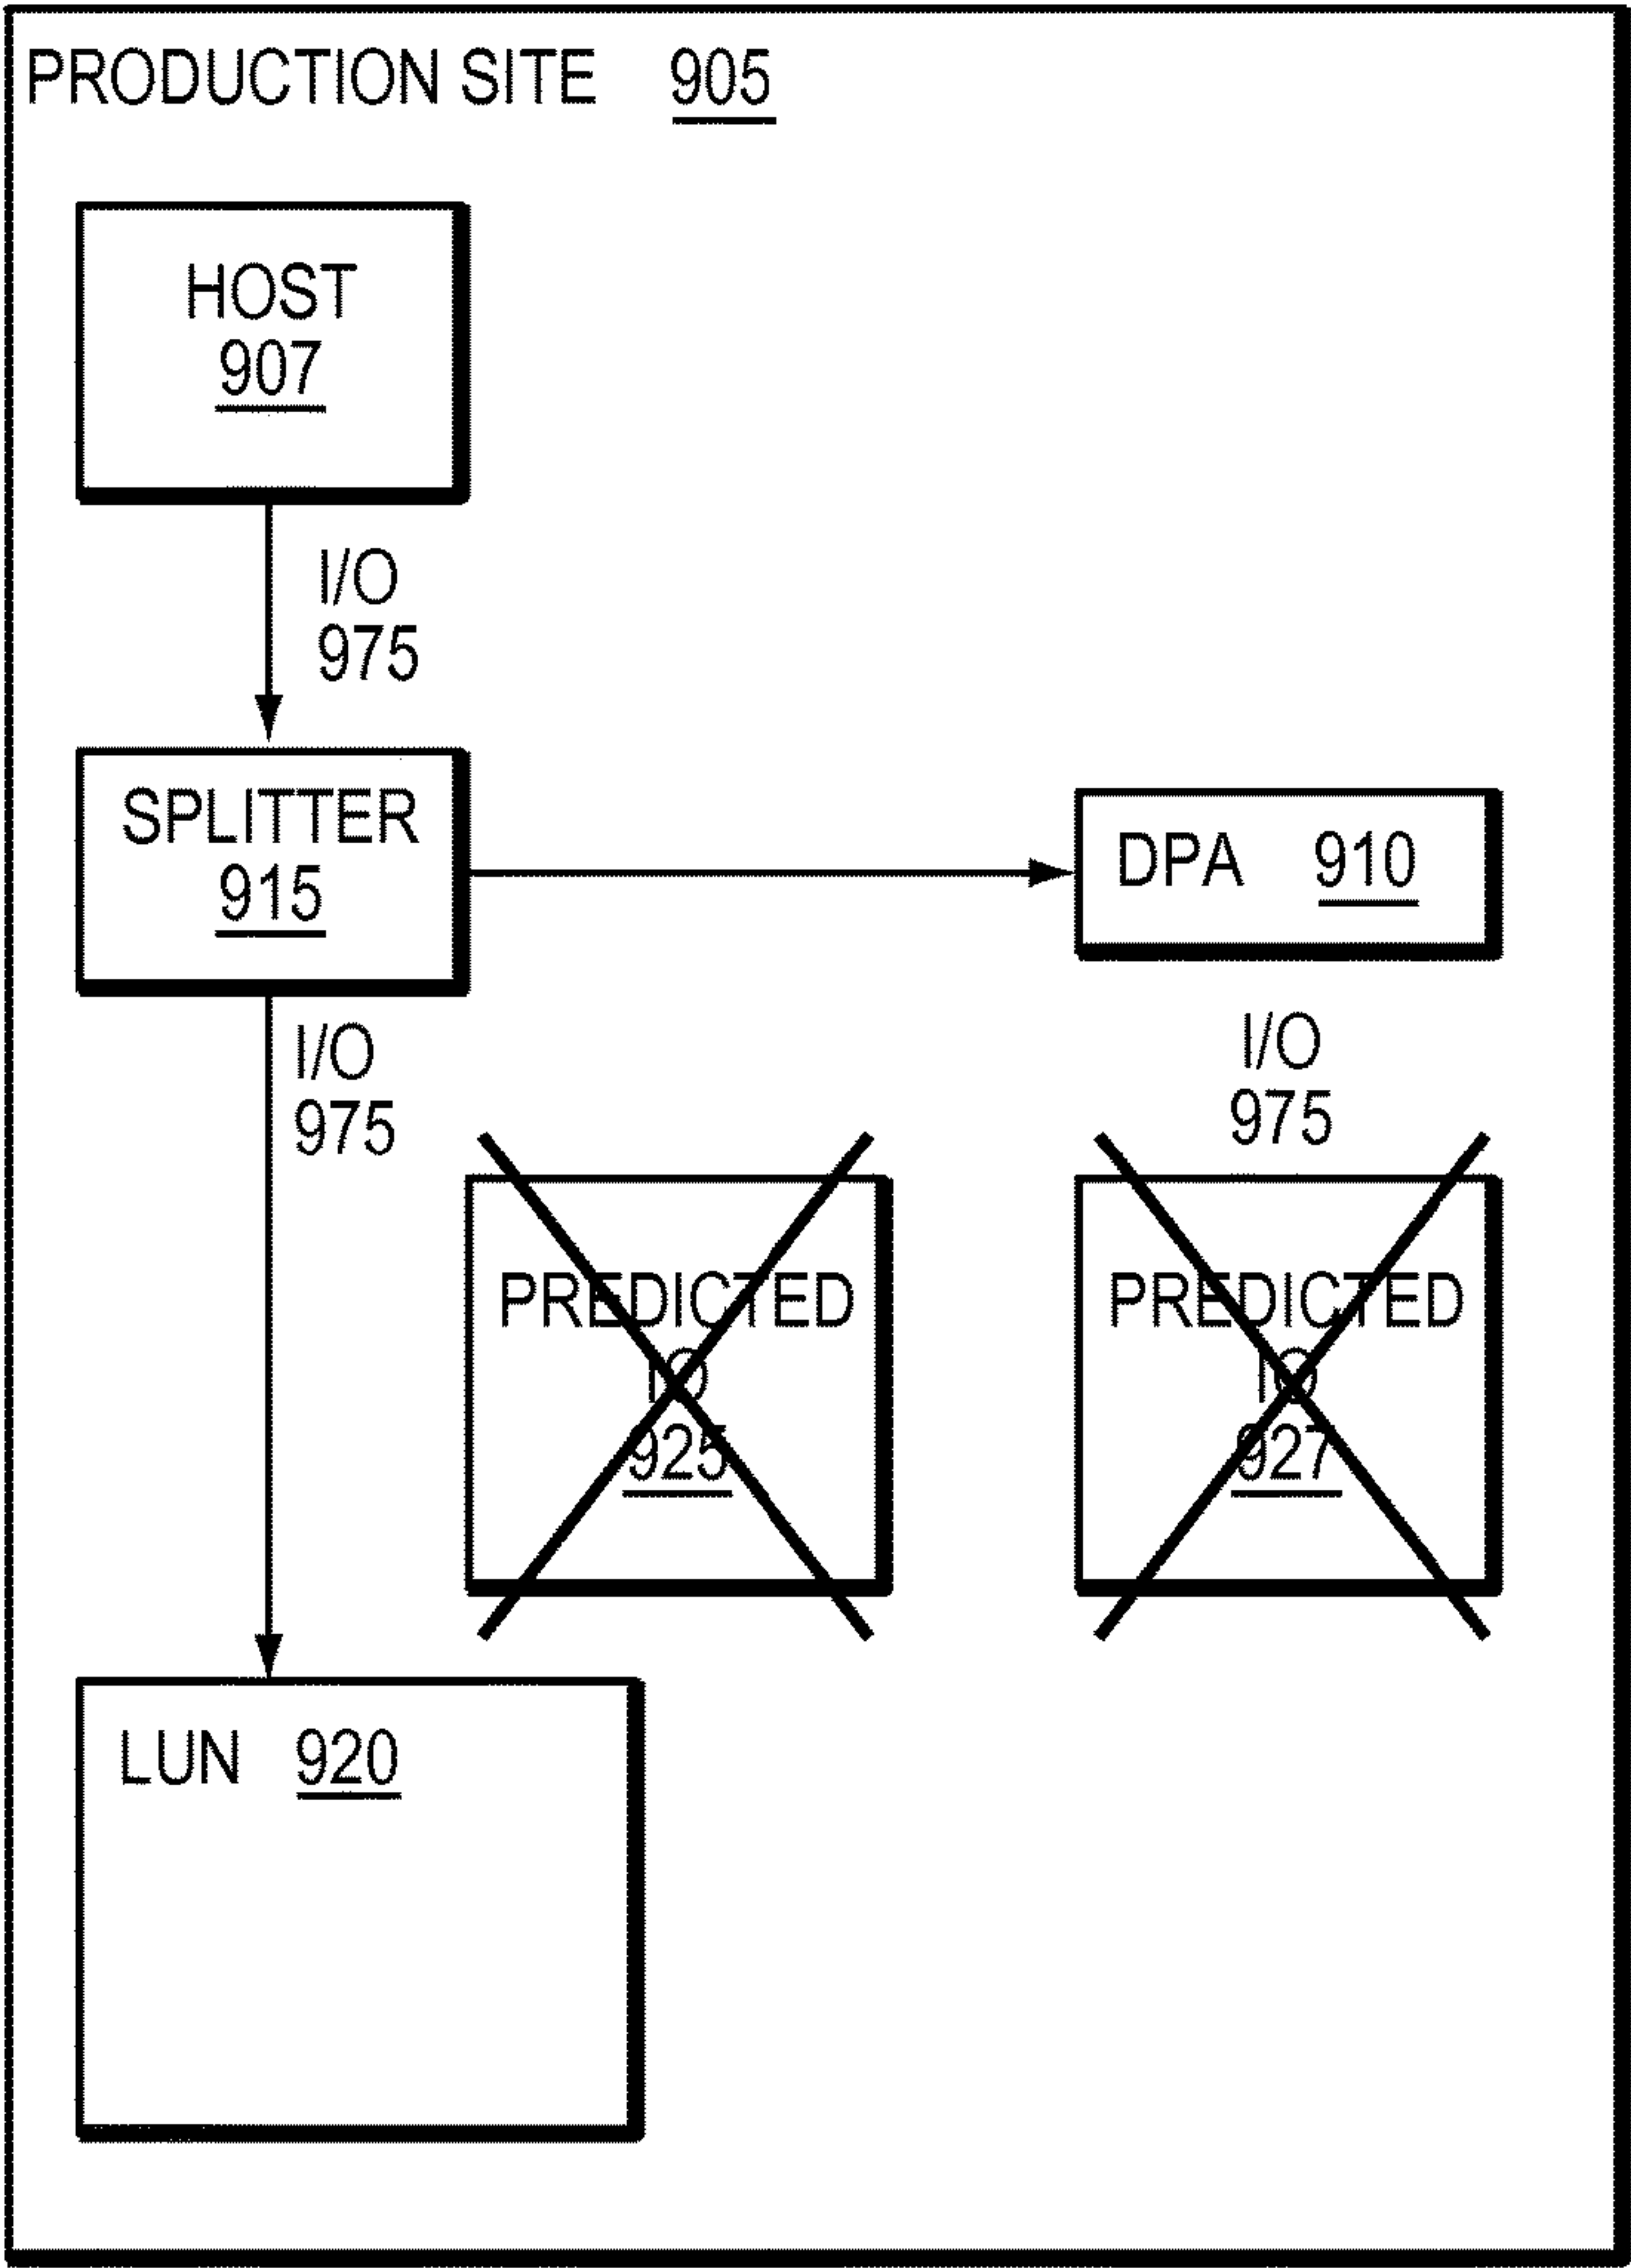 PRODUCTION SITE 905
HOST
907
I/O
975
SPLITTER
915
DPA 910
I/O
975
I/O
975
PREDICTED
IO
925
PREDICTED
IO
927
LUN 920